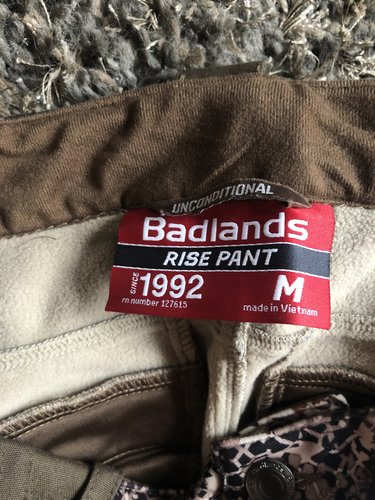 UNCONDITIONAL
Badlands
RISE PANT
SINCE 1992 M
rn number 127615 made in Vietnam